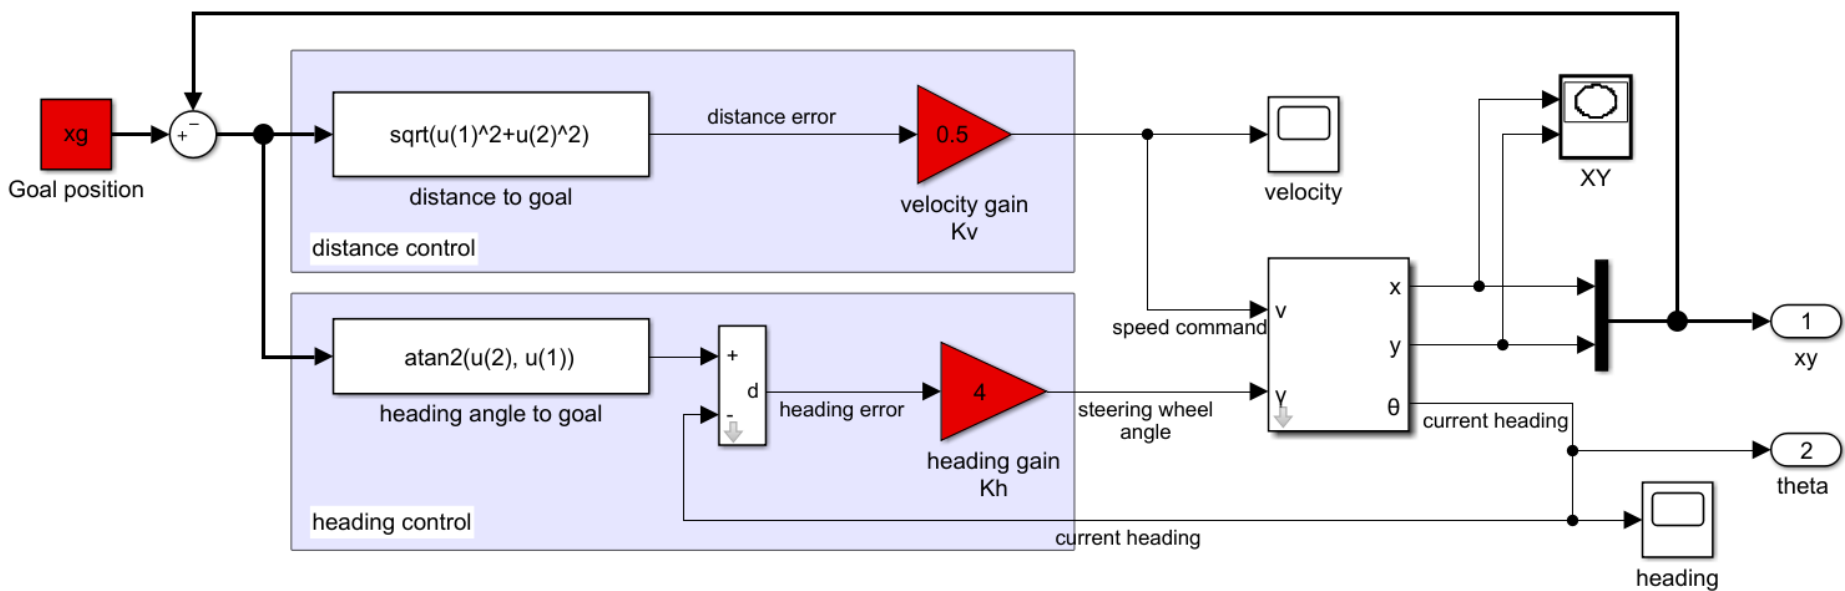 xg
Goal position
+
−
sqrt(u(1)^2+u(2)^2)
distance to goal
distance error
0.5
velocity gain
Kv
distance control
velocity
XY
atan2(u(2), u(1))
heading angle to goal
+
d
-
heading error
4
heading gain
Kh
heading control
speed command
steering wheel
angle
v
γ
x
y
θ
current heading
current heading
1
xy
2
theta
heading